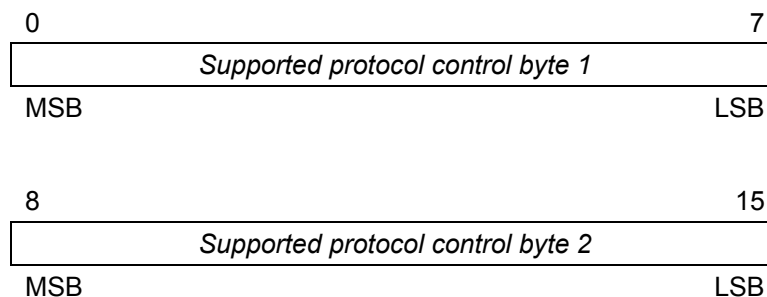 0 7
Supported protocol control byte 1
MSB LSB
8 15
Supported protocol control byte 2
MSB LSB